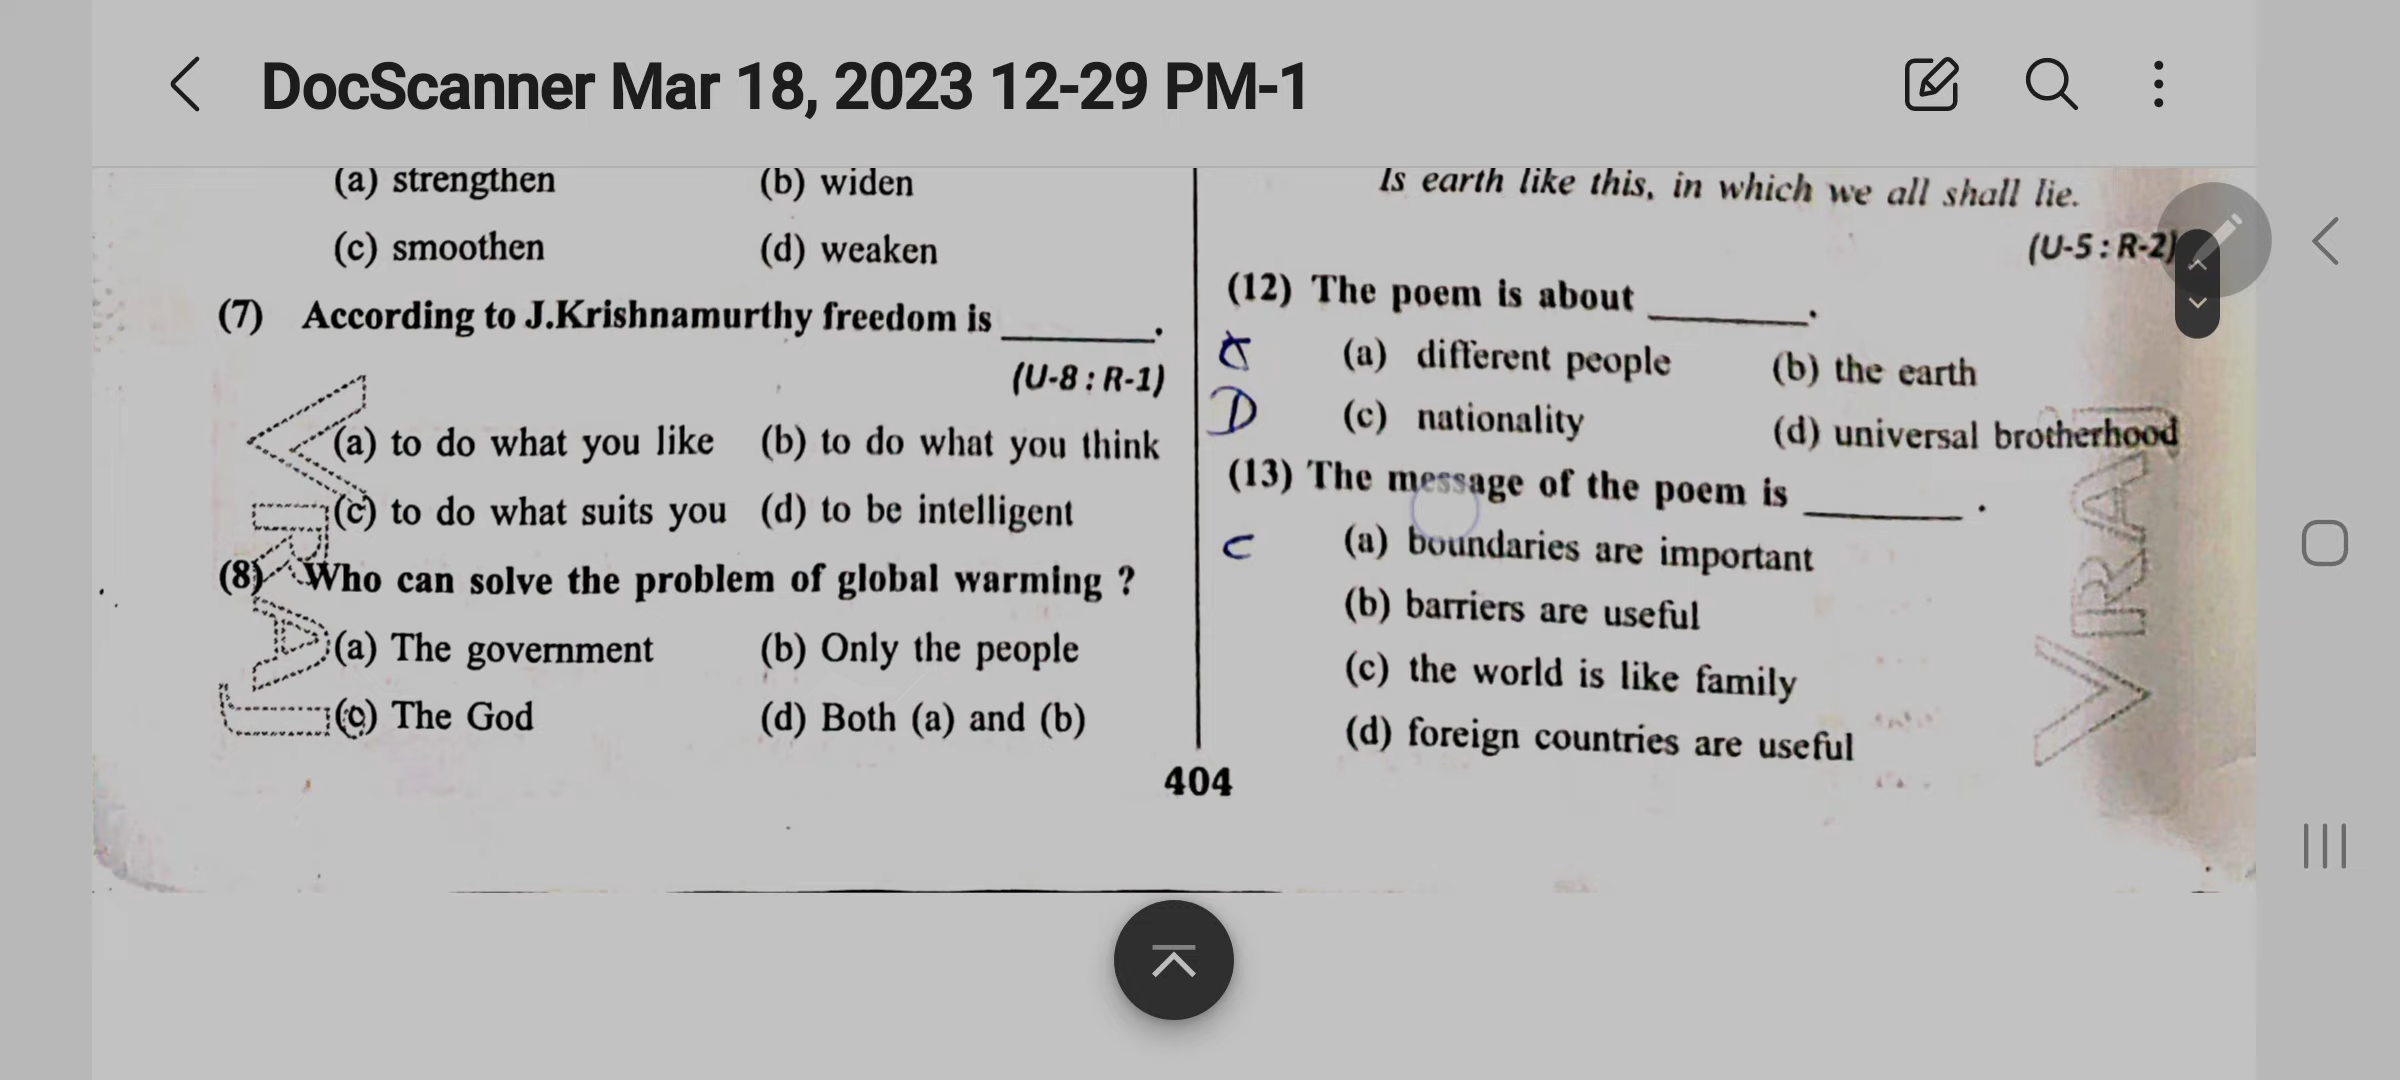 DocScanner Mar 18, 2023 12-29 PM-1
(a) strengthen (b) widen
(c) smoothen (d) weaken
(7) According to J.Krishnamurthy freedom is ________.
(U-8 : R-1)
(a) to do what you like (b) to do what you think
(c) to do what suits you (d) to be intelligent
(8) Who can solve the problem of global warming ?
(a) The government (b) Only the people
(c) The God (d) Both (a) and (b)
VIRAJ
Is earth like this, in which we all shall lie.
(U-5 : R-2)
(12) The poem is about ________.
(a) different people (b) the earth
D (c) nationality (d) universal brotherhood
(13) The message of the poem is ________ .
C (a) boundaries are important
(b) barriers are useful
(c) the world is like family
(d) foreign countries are useful
VIRAJ
404